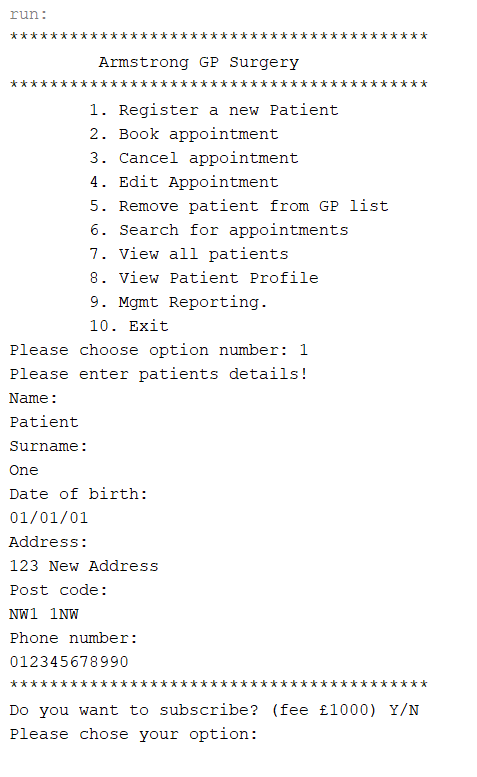 run:
******************************************
Armstrong GP Surgery
******************************************
1. Register a new Patient
2. Book appointment
3. Cancel appointment
4. Edit Appointment
5. Remove patient from GP list
6. Search for appointments
7. View all patients
8. View Patient Profile
9. Mgmt Reporting.
10. Exit
Please choose option number: 1
Please enter patients details!
Name:
Patient
Surname:
One
Date of birth:
01/01/01
Address:
123 New Address
Post code:
NW1 1NW
Phone number:
012345678990
******************************************
Do you want to subscribe? (fee £1000) Y/N
Please chose your option: